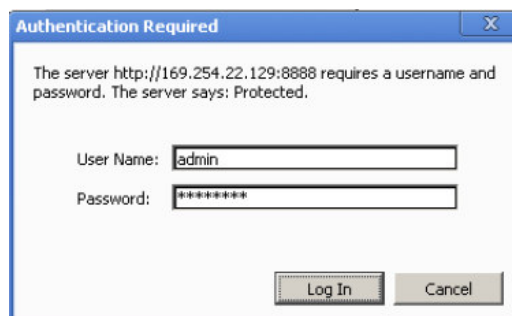 Authentication Required
X
The server http://169.254.22.129:8888 requires a username and
password. The server says: Protected.
User Name: admin
Password: ********
Log In Cancel